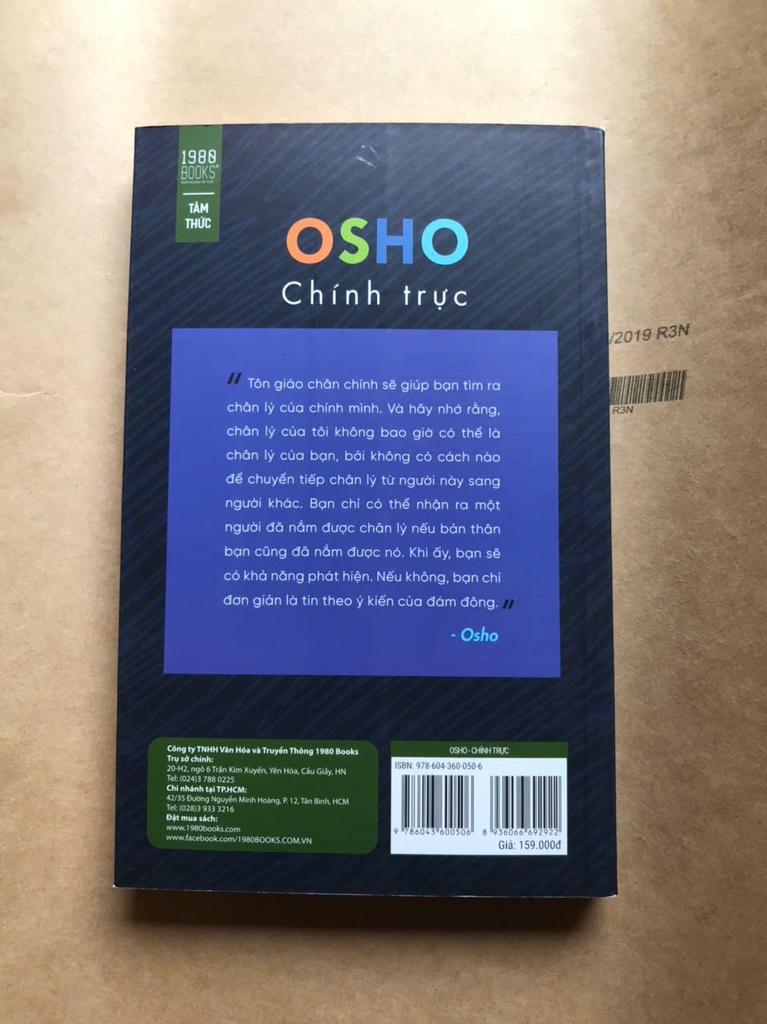 1980
BOOKS
TÂM
THỨC
OSHO
Chính trực
" Tôn giáo chân chính sẽ giúp bạn tìm ra
chân lý của chính mình. Và hãy nhớ rằng,
chân lý của tôi không bao giờ có thể là
chân lý của bạn, bởi không có cách nào
để chuyển tiếp chân lý từ người này sang
người khác. Bạn chỉ có thể nhận ra một
người đã nắm được chân lý nếu bản thân
bạn cũng đã nắm được nó. Khi ấy, bạn sẽ
có khả năng phát hiện. Nếu không, bạn chỉ
đơn giản là tin theo ý kiến của đám đông. "
- Osho
Công ty TNHH Văn Hóa và Truyền Thông 1980 Books
Trụ sở chính:
20-H2, ngõ 6 Trần Kim Xuyến, Yên Hòa, Cầu Giấy, HN
Tel: (024)3 788 0225
Chi nhánh tại TP.HCM:
42/35 Đường Nguyễn Minh Hoàng, P. 12, Tân Bình, HCM
Tel: (028)3 933 3216
Đặt mua sách:
www.1980books.com
www.facebook.com/1980BOOKS.COM.VN
OSHO - CHÍNH TRỰC
ISBN: 978-604-360-050-6
9 786043 600506
8 936066 692922
Giá: 159.000đ
/2019 R3N
R3N